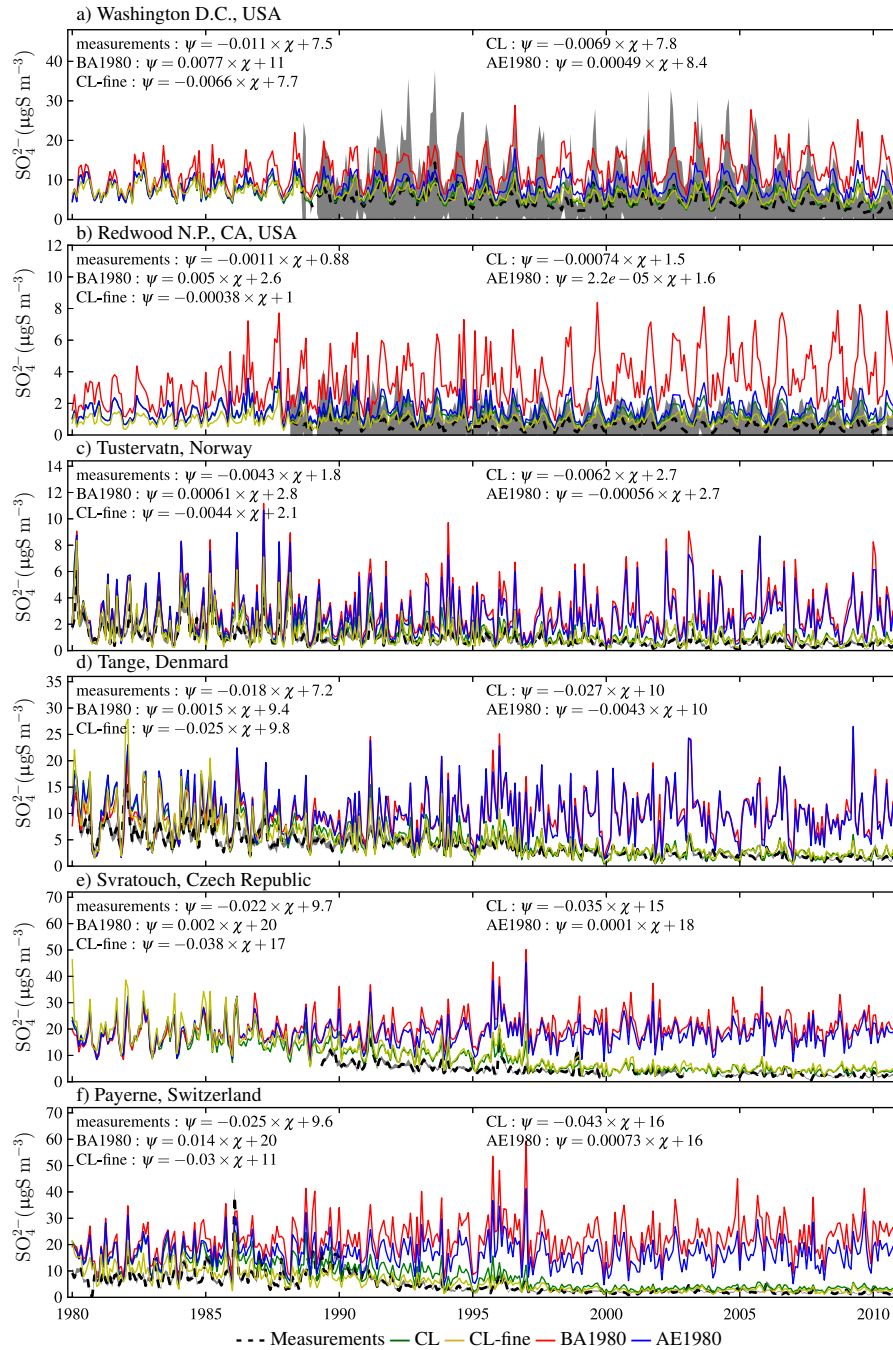 a) Washington D.C., USA
measurements : ψ = −0.011 × χ + 7.5
CL : ψ = −0.0069 × χ + 7.8
BA1980 : ψ = 0.0077 × χ + 11
AE1980 : ψ = 0.00049 × χ + 8.4
CL-fine : ψ = −0.0066 × χ + 7.7
SO₄²⁻ (μgS m⁻³)
40
30
20
10
0
b) Redwood N.P., CA, USA
measurements : ψ = −0.0011 × χ + 0.88
CL : ψ = −0.00074 × χ + 1.5
BA1980 : ψ = 0.005 × χ + 2.6
AE1980 : ψ = 2.2e − 05 × χ + 1.6
CL-fine : ψ = −0.00038 × χ + 1
SO₄²⁻ (μgS m⁻³)
12
10
8
6
4
2
0
c) Tustervatn, Norway
measurements : ψ = −0.0043 × χ + 1.8
CL : ψ = −0.0062 × χ + 2.7
BA1980 : ψ = 0.00061 × χ + 2.8
AE1980 : ψ = −0.00056 × χ + 2.7
CL-fine : ψ = −0.0044 × χ + 2.1
SO₄²⁻ (μgS m⁻³)
14
12
10
8
6
4
2
0
d) Tange, Denmard
measurements : ψ = −0.018 × χ + 7.2
CL : ψ = −0.027 × χ + 10
BA1980 : ψ = 0.0015 × χ + 9.4
AE1980 : ψ = −0.0043 × χ + 10
CL-fine : ψ = −0.025 × χ + 9.8
SO₄²⁻ (μgS m⁻³)
35
30
25
20
15
10
5
0
e) Svratouch, Czech Republic
measurements : ψ = −0.022 × χ + 9.7
CL : ψ = −0.035 × χ + 15
BA1980 : ψ = 0.002 × χ + 20
AE1980 : ψ = 0.0001 × χ + 18
CL-fine : ψ = −0.038 × χ + 17
SO₄²⁻ (μgS m⁻³)
70
60
50
40
30
20
10
0
f) Payerne, Switzerland
measurements : ψ = −0.025 × χ + 9.6
CL : ψ = −0.043 × χ + 16
BA1980 : ψ = 0.014 × χ + 20
AE1980 : ψ = 0.00073 × χ + 16
CL-fine : ψ = −0.03 × χ + 11
SO₄²⁻ (μgS m⁻³)
70
60
50
40
30
20
10
0
1980 1985 1990 1995 2000 2005 2010
Measurements CL CL-fine BA1980 AE1980